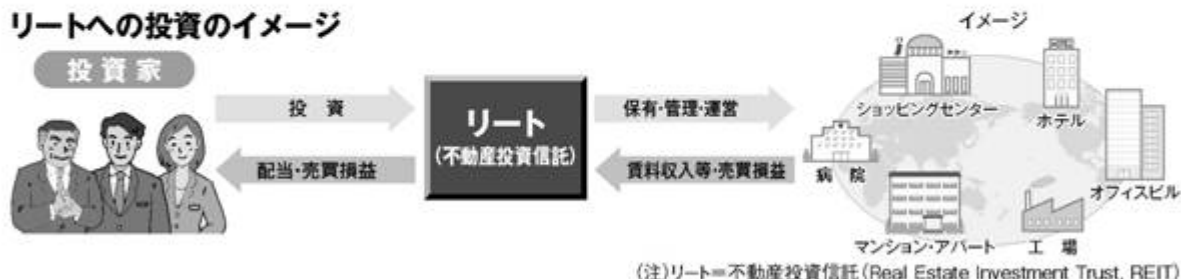 リートへの投資のイメージ
投資家
投 資
配当・売買損益
リート
(不動産投資信託)
保有・管理・運営
賃料収入等・売買損益
イメージ
ショッピングセンター
ホテル
病 院
オフィスビル
マンション・アパート
工 場
(注)リート=不動産投資信託(Real Estate Investment Trust, REIT)